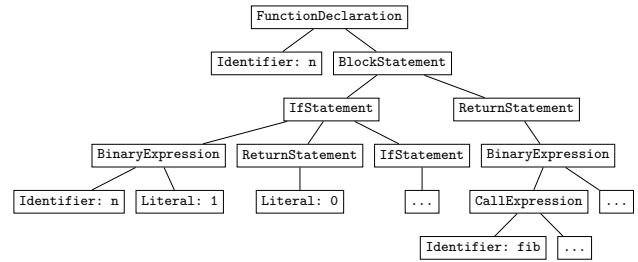 FunctionDeclaration
Identifier: n
BlockStatement
IfStatement
ReturnStatement
BinaryExpression
ReturnStatement
IfStatement
BinaryExpression
Identifier: n
Literal: 1
Literal: 0
...
CallExpression
...
Identifier: fib
...